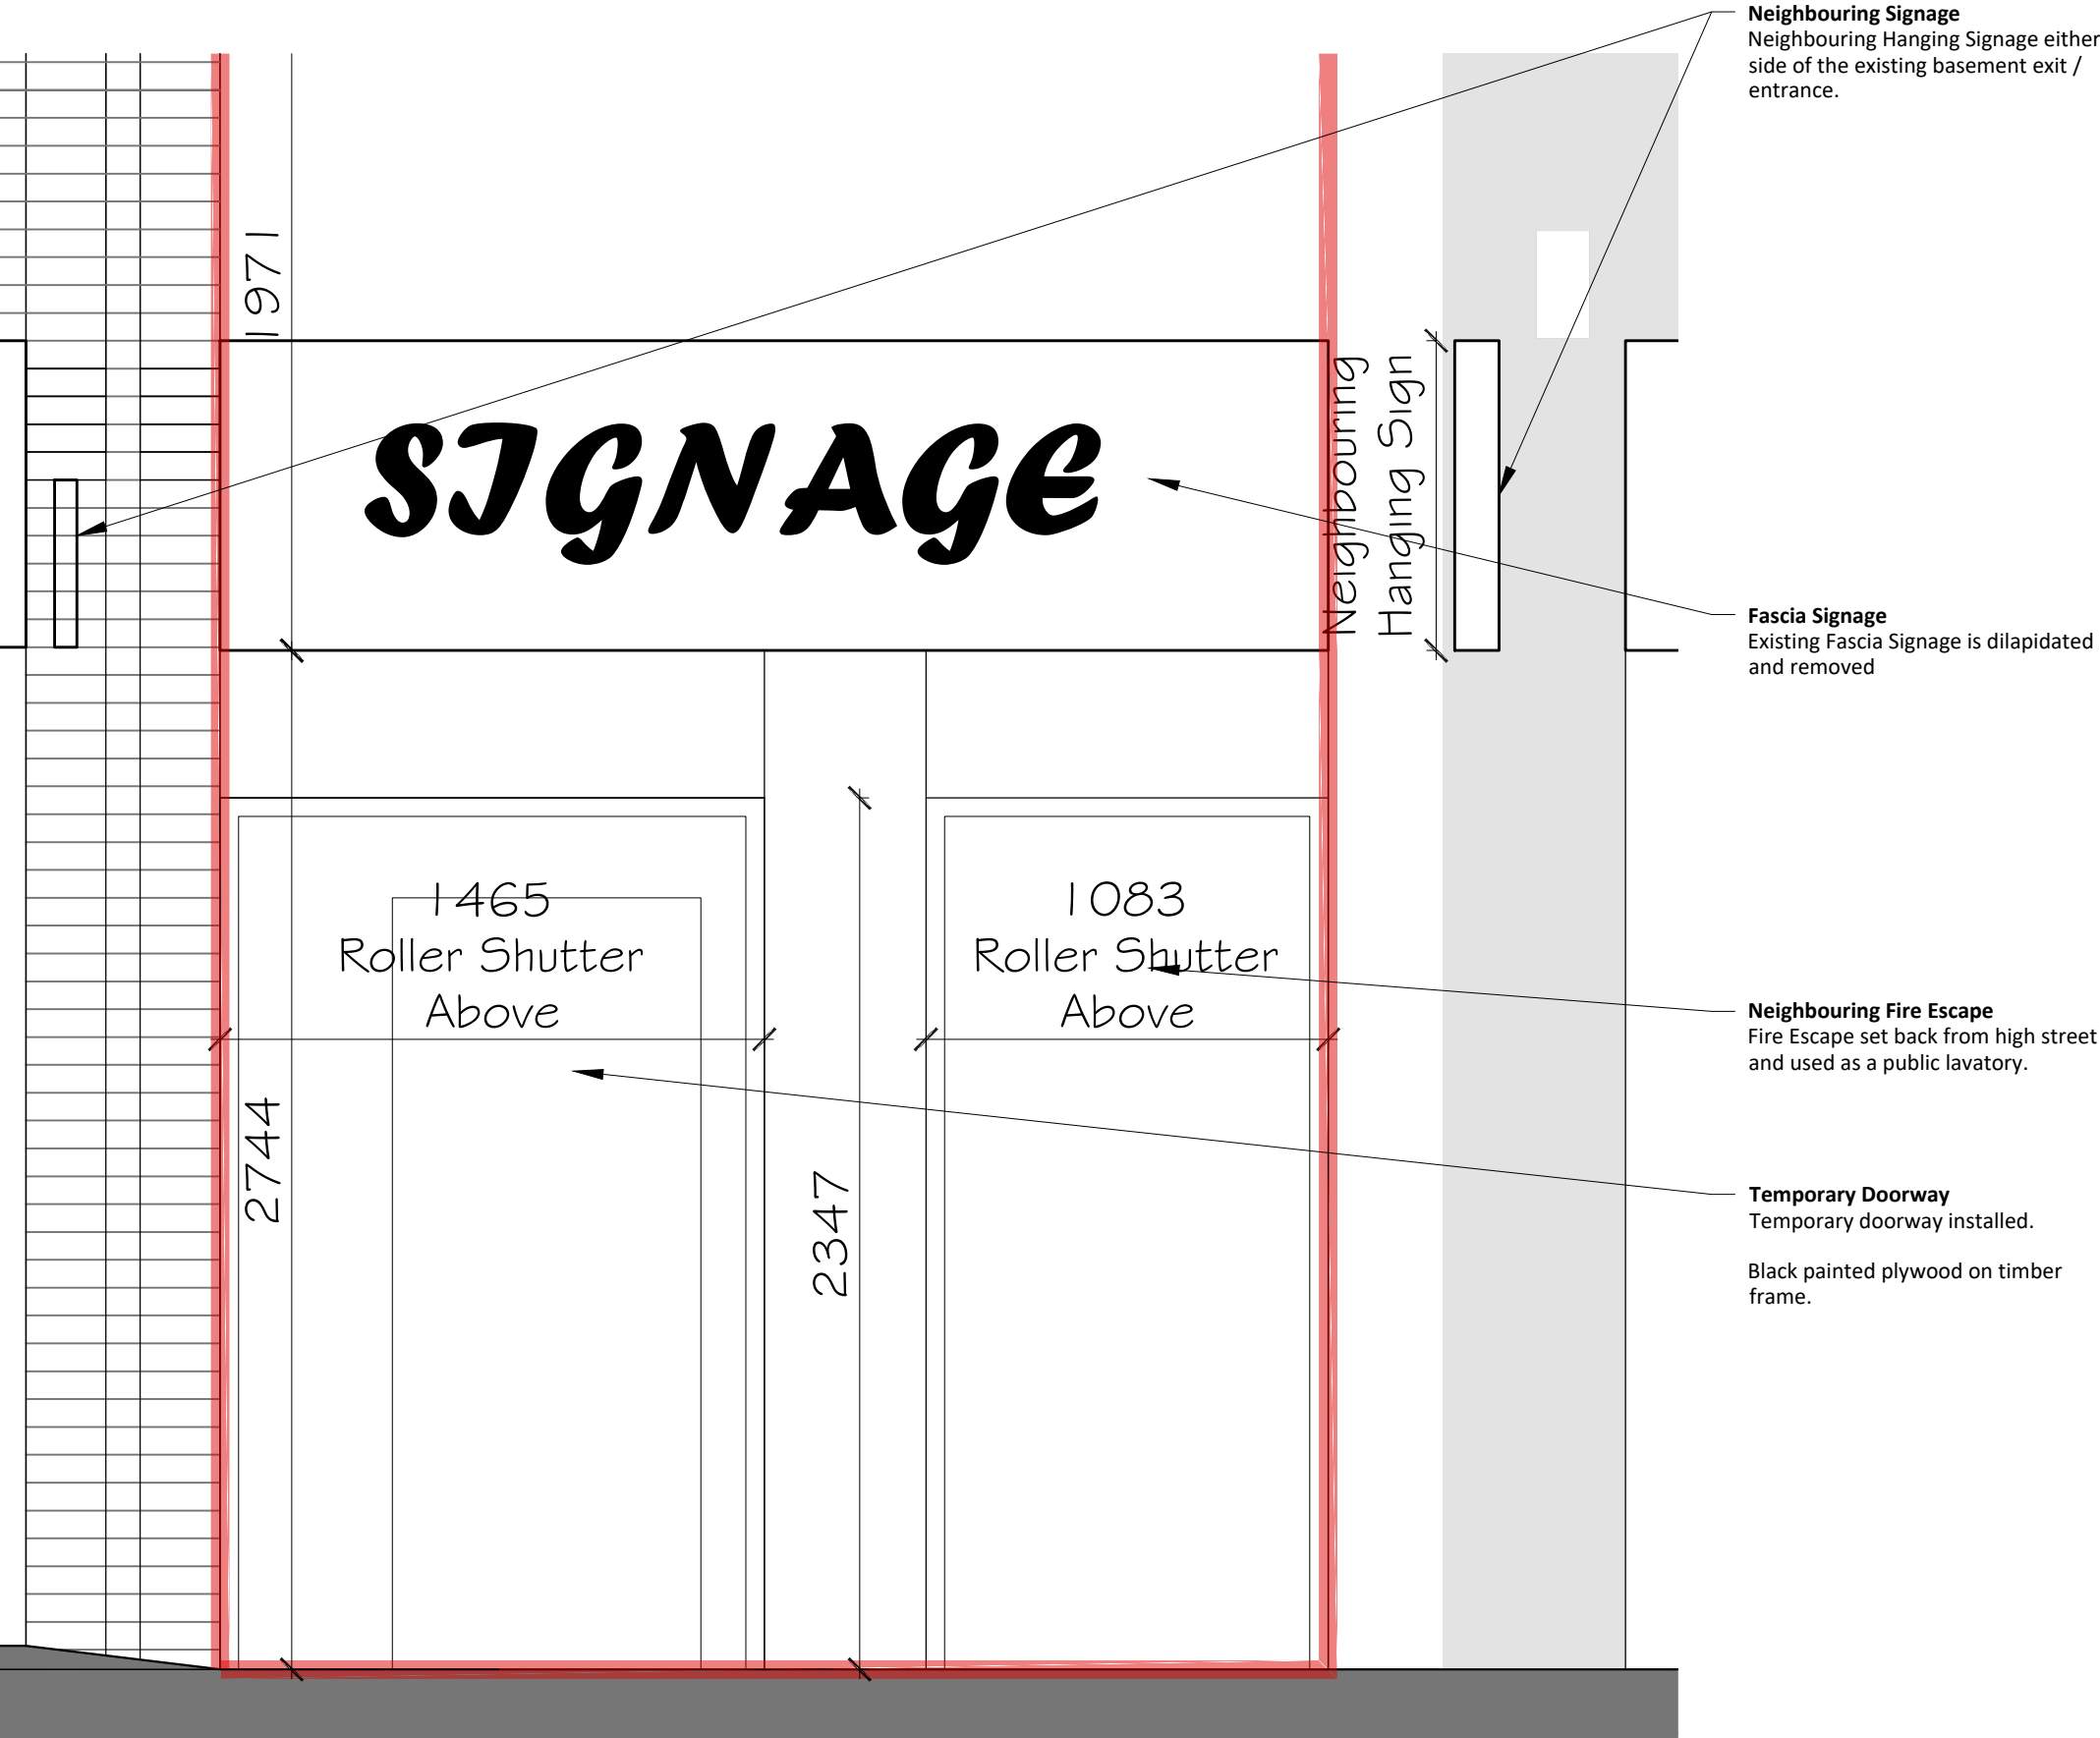 Neighbouring Signage
Neighbouring Hanging Signage either
side of the existing basement exit /
entrance.
1971
SIGNAGE
Neighbouring
Hanging Sign
Fascia Signage
Existing Fascia Signage is dilapidated
and removed
1465
Roller Shutter
Above
1083
Roller Shutter
Above
Neighbouring Fire Escape
Fire Escape set back from high street
and used as a public lavatory.
2744
2347
Temporary Doorway
Temporary doorway installed.
Black painted plywood on timber
frame.